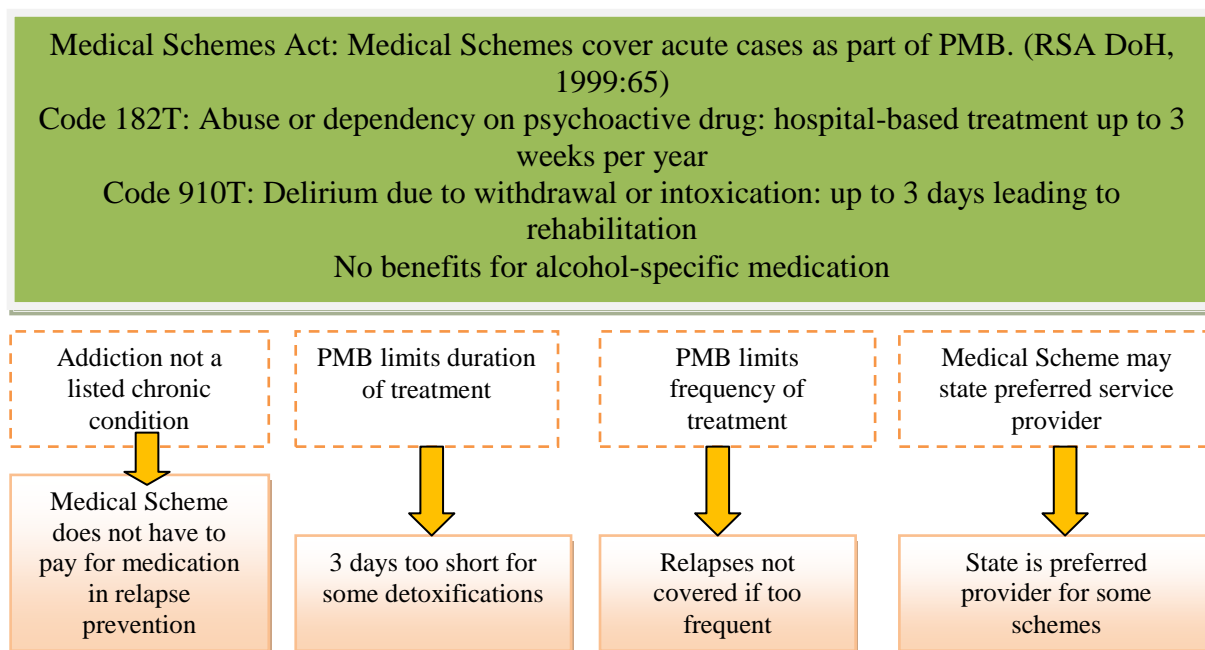 Medical Schemes Act: Medical Schemes cover acute cases as part of PMB. (RSA DoH,
1999:65)
Code 182T: Abuse or dependency on psychoactive drug: hospital-based treatment up to 3
weeks per year
Code 910T: Delirium due to withdrawal or intoxication: up to 3 days leading to
rehabilitation
No benefits for alcohol-specific medication
Addiction not a
listed chronic
condition
PMB limits duration
of treatment
PMB limits
frequency of
treatment
Medical Scheme may
state preferred service
provider
Medical Scheme
does not have to
pay for medication
in relapse
prevention
3 days too short for
some detoxifications
Relapses not
covered if too
frequent
State is preferred
provider for some
schemes